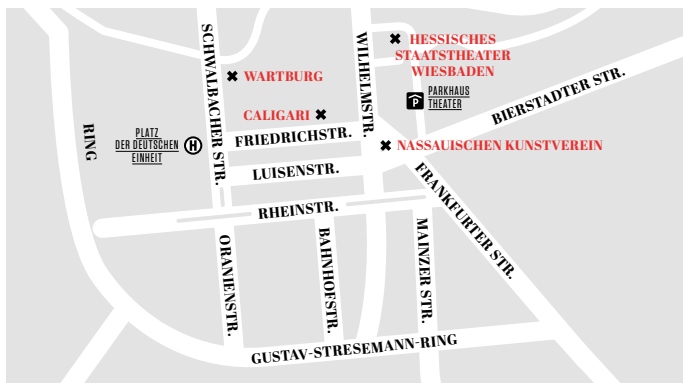 SCHWALBACHER STR.
WILHELMSTR.
HESSISCHES
STAATSTHEATER
WIESBADEN
WARTBURG
P
PARKHAUS
THEATER
BIERSTADTER STR.
CALIGARI
RING
PLATZ
DER DEUTSCHEN
EINHEIT
H
FRIEDRICHSTR.
NASSAUISCHEN KUNSTVEREIN
LUISENSTR.
FRANKFURTER STR.
RHEINSTR.
ORANIENSTR.
BAHNHOFSTR.
MAINZER STR.
GUSTAV-STRESEMANN-RING